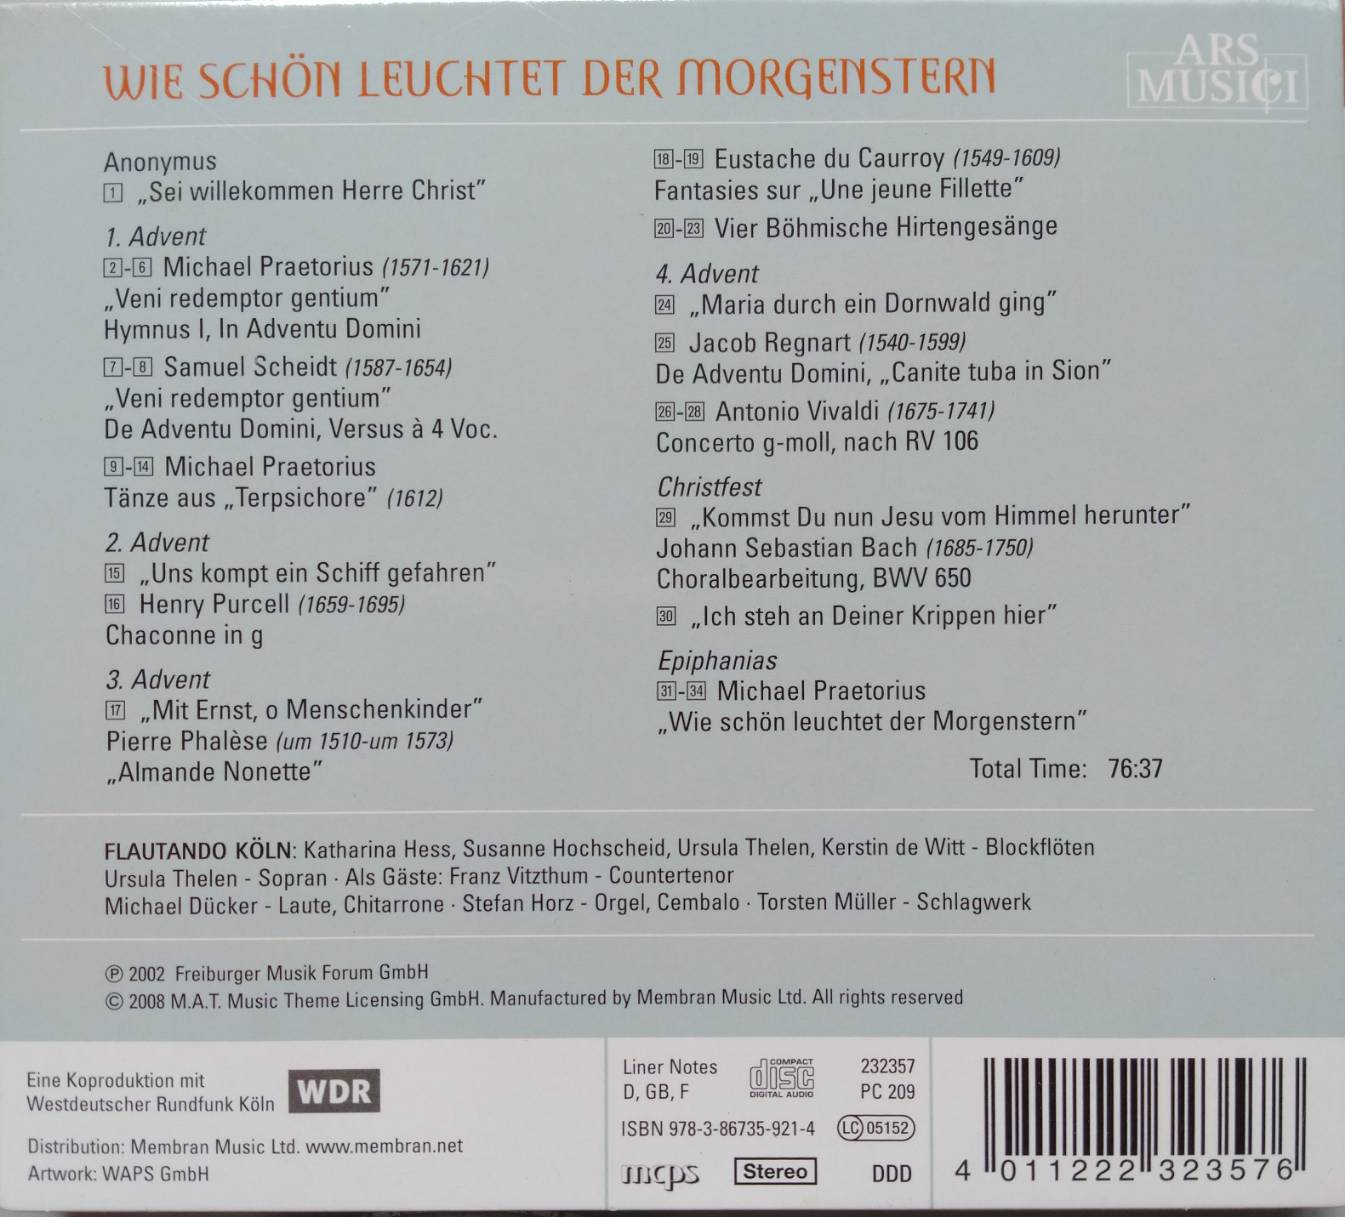 WIE SCHÖN LEUCHTET DER MORGENSTERN
ARS
MUSICI
Anonymus
1 „Sei willekommen Herre Christ”
1. Advent
2-6 Michael Praetorius (1571-1621)
„Veni redemptor gentium”
Hymnus I, In Adventu Domini
7-8 Samuel Scheidt (1587-1654)
„Veni redemptor gentium”
De Adventu Domini, Versus à 4 Voc.
9-14 Michael Praetorius
Tänze aus „Terpsichore” (1612)
2. Advent
15 „Uns kompt ein Schiff gefahren”
16 Henry Purcell (1659-1695)
Chaconne in g
3. Advent
17 „Mit Ernst, o Menschenkinder”
Pierre Phalèse (um 1510-um 1573)
„Almande Nonette”
18-19 Eustache du Caurroy (1549-1609)
Fantasies sur „Une jeune Fillette”
20-23 Vier Böhmische Hirtengesänge
4. Advent
24 „Maria durch ein Dornwald ging”
25 Jacob Regnart (1540-1599)
De Adventu Domini, „Canite tuba in Sion”
26-28 Antonio Vivaldi (1675-1741)
Concerto g-moll, nach RV 106
Christfest
29 „Kommst Du nun Jesu vom Himmel herunter”
Johann Sebastian Bach (1685-1750)
Choralbearbeitung, BWV 650
30 „Ich steh an Deiner Krippen hier”
Epiphanias
31-34 Michael Praetorius
„Wie schön leuchtet der Morgenstern”
Total Time: 76:37
FLAUTANDO KÖLN: Katharina Hess, Susanne Hochscheid, Ursula Thelen, Kerstin de Witt - Blockflöten
Ursula Thelen - Sopran · Als Gäste: Franz Vitzthum - Countertenor
Michael Dücker - Laute, Chitarrone · Stefan Horz - Orgel, Cembalo · Torsten Müller - Schlagwerk
℗ 2002 Freiburger Musik Forum GmbH
© 2008 M.A.T. Music Theme Licensing GmbH. Manufactured by Membran Music Ltd. All rights reserved
Eine Koproduktion mit
Westdeutscher Rundfunk Köln
WDR
Distribution: Membran Music Ltd. www.membran.net
Artwork: WAPS GmbH
Liner Notes
D, GB, F
COMPACT
disc
DIGITAL AUDIO
232357
PC 209
ISBN 978-3-86735-921-4
LC 05152
mcps
Stereo
DDD
4 011222 323576